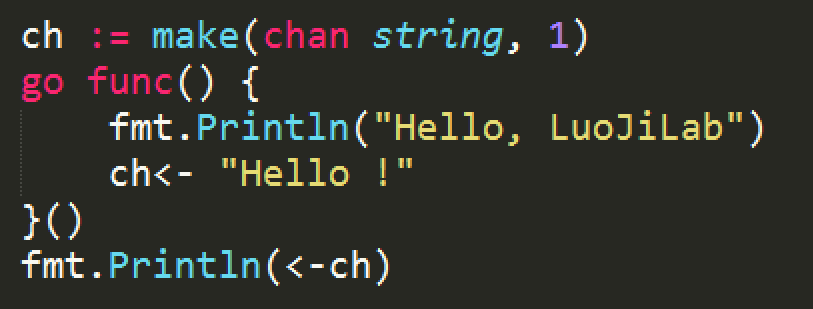 ch := make(chan string, 1)
go func() {
    fmt.Println("Hello, LuoJiLab")
    ch<- "Hello !"
}()
fmt.Println(<-ch)